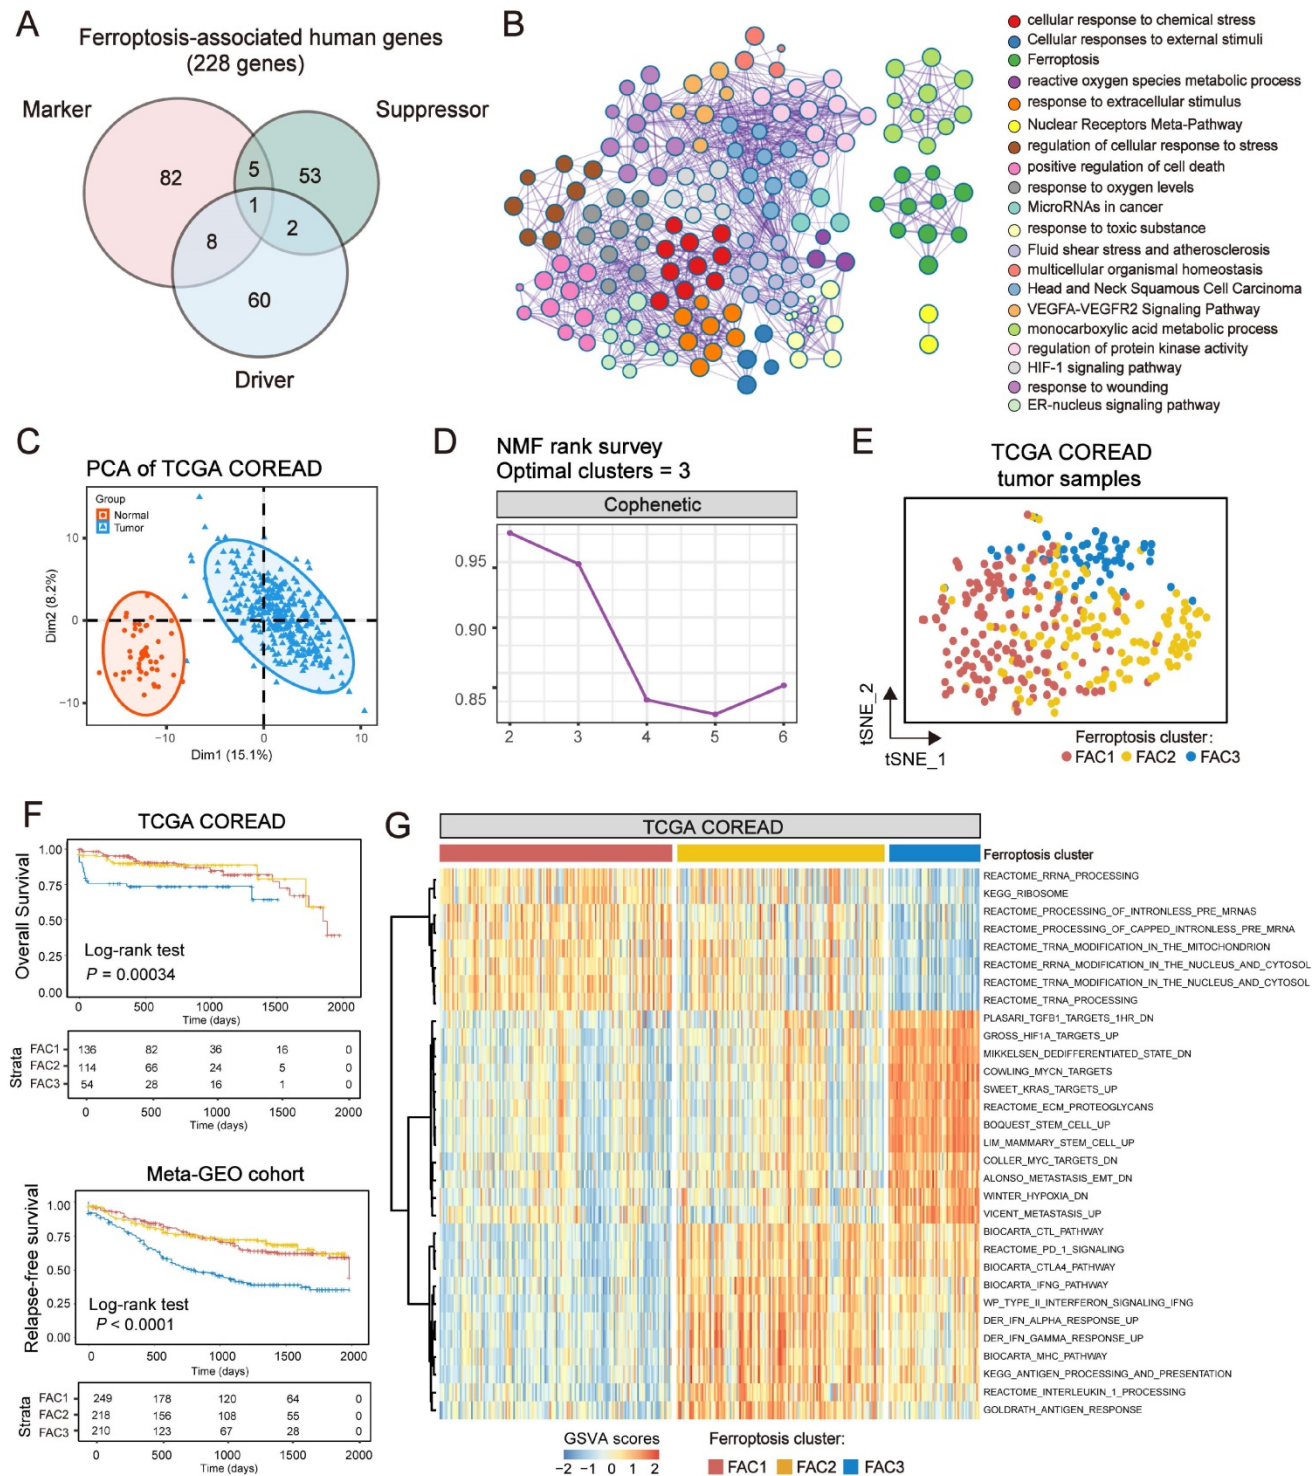 A
Ferroptosis-associated human genes
(228 genes)
Marker
Suppressor
82
5
53
1
8
2
60
Driver
B
cellular response to chemical stress
Cellular responses to external stimuli
Ferroptosis
reactive oxygen species metabolic process
response to extracellular stimulus
Nuclear Receptors Meta-Pathway
regulation of cellular response to stress
positive regulation of cell death
response to oxygen levels
MicroRNAs in cancer
response to toxic substance
Fluid shear stress and atherosclerosis
multicellular organismal homeostasis
Head and Neck Squamous Cell Carcinoma
VEGFA-VEGFR2 Signaling Pathway
monocarboxylic acid metabolic process
regulation of protein kinase activity
HIF-1 signaling pathway
response to wounding
ER-nucleus signaling pathway
C
PCA of TCGA COREAD
Group
Normal
Tumor
Dim2 (8.2%)
10
0
−10
−10 0 10
Dim1 (15.1%)
D
NMF rank survey
Optimal clusters = 3
Cophenetic
0.95
0.90
0.85
2 3 4 5 6
E
TCGA COREAD
tumor samples
tSNE_2
tSNE_1
Ferroptosis cluster:
FAC1 FAC2 FAC3
F
TCGA COREAD
Overall Survival
1.00
0.75
0.50
0.25
0.00
Log-rank test
P = 0.00034
0 500 1000 1500 2000
Time (days)
Strata
FAC1 136 82 36 16 0
FAC2 114 66 24 5 0
FAC3 54 28 16 1 0
0 500 1000 1500 2000
Time (days)
Meta-GEO cohort
Relapse-free survival
1.00
0.75
0.50
0.25
0.00
Log-rank test
P < 0.0001
0 500 1000 1500 2000
Time (days)
Strata
FAC1 249 178 120 64 0
FAC2 218 156 108 55 0
FAC3 210 123 67 28 0
0 500 1000 1500 2000
Time (days)
G
TCGA COREAD
Ferroptosis cluster
REACTOME_RRNA_PROCESSING
KEGG_RIBOSOME
REACTOME_PROCESSING_OF_INTRONLESS_PRE_MRNAS
REACTOME_PROCESSING_OF_CAPPED_INTRONLESS_PRE_MRNA
REACTOME_TRNA_MODIFICATION_IN_THE_MITOCHONDRION
REACTOME_RRNA_MODIFICATION_IN_THE_NUCLEUS_AND_CYTOSOL
REACTOME_TRNA_MODIFICATION_IN_THE_NUCLEUS_AND_CYTOSOL
REACTOME_TRNA_PROCESSING
PLASARI_TGFB1_TARGETS_1HR_DN
GROSS_HIF1A_TARGETS_UP
MIKKELSEN_DEDIFFERENTIATED_STATE_DN
COWLING_MYCN_TARGETS
SWEET_KRAS_TARGETS_UP
REACTOME_ECM_PROTEOGLYCANS
BOQUEST_STEM_CELL_UP
LIM_MAMMARY_STEM_CELL_UP
COLLER_MYC_TARGETS_DN
ALONSO_METASTASIS_EMT_DN
WINTER_HYPOXIA_DN
VICENT_METASTASIS_UP
BIOCARTA_CTL_PATHWAY
REACTOME_PD_1_SIGNALING
BIOCARTA_CTLA4_PATHWAY
BIOCARTA_IFNG_PATHWAY
WP_TYPE_II_INTERFERON_SIGNALING_IFNG
DER_IFN_ALPHA_RESPONSE_UP
DER_IFN_GAMMA_RESPONSE_UP
BIOCARTA_MHC_PATHWAY
KEGG_ANTIGEN_PROCESSING_AND_PRESENTATION
REACTOME_INTERLEUKIN_1_PROCESSING
GOLDRATH_ANTIGEN_RESPONSE
GSVA scores
−2 −1 0 1 2
Ferroptosis cluster:
FAC1 FAC2 FAC3